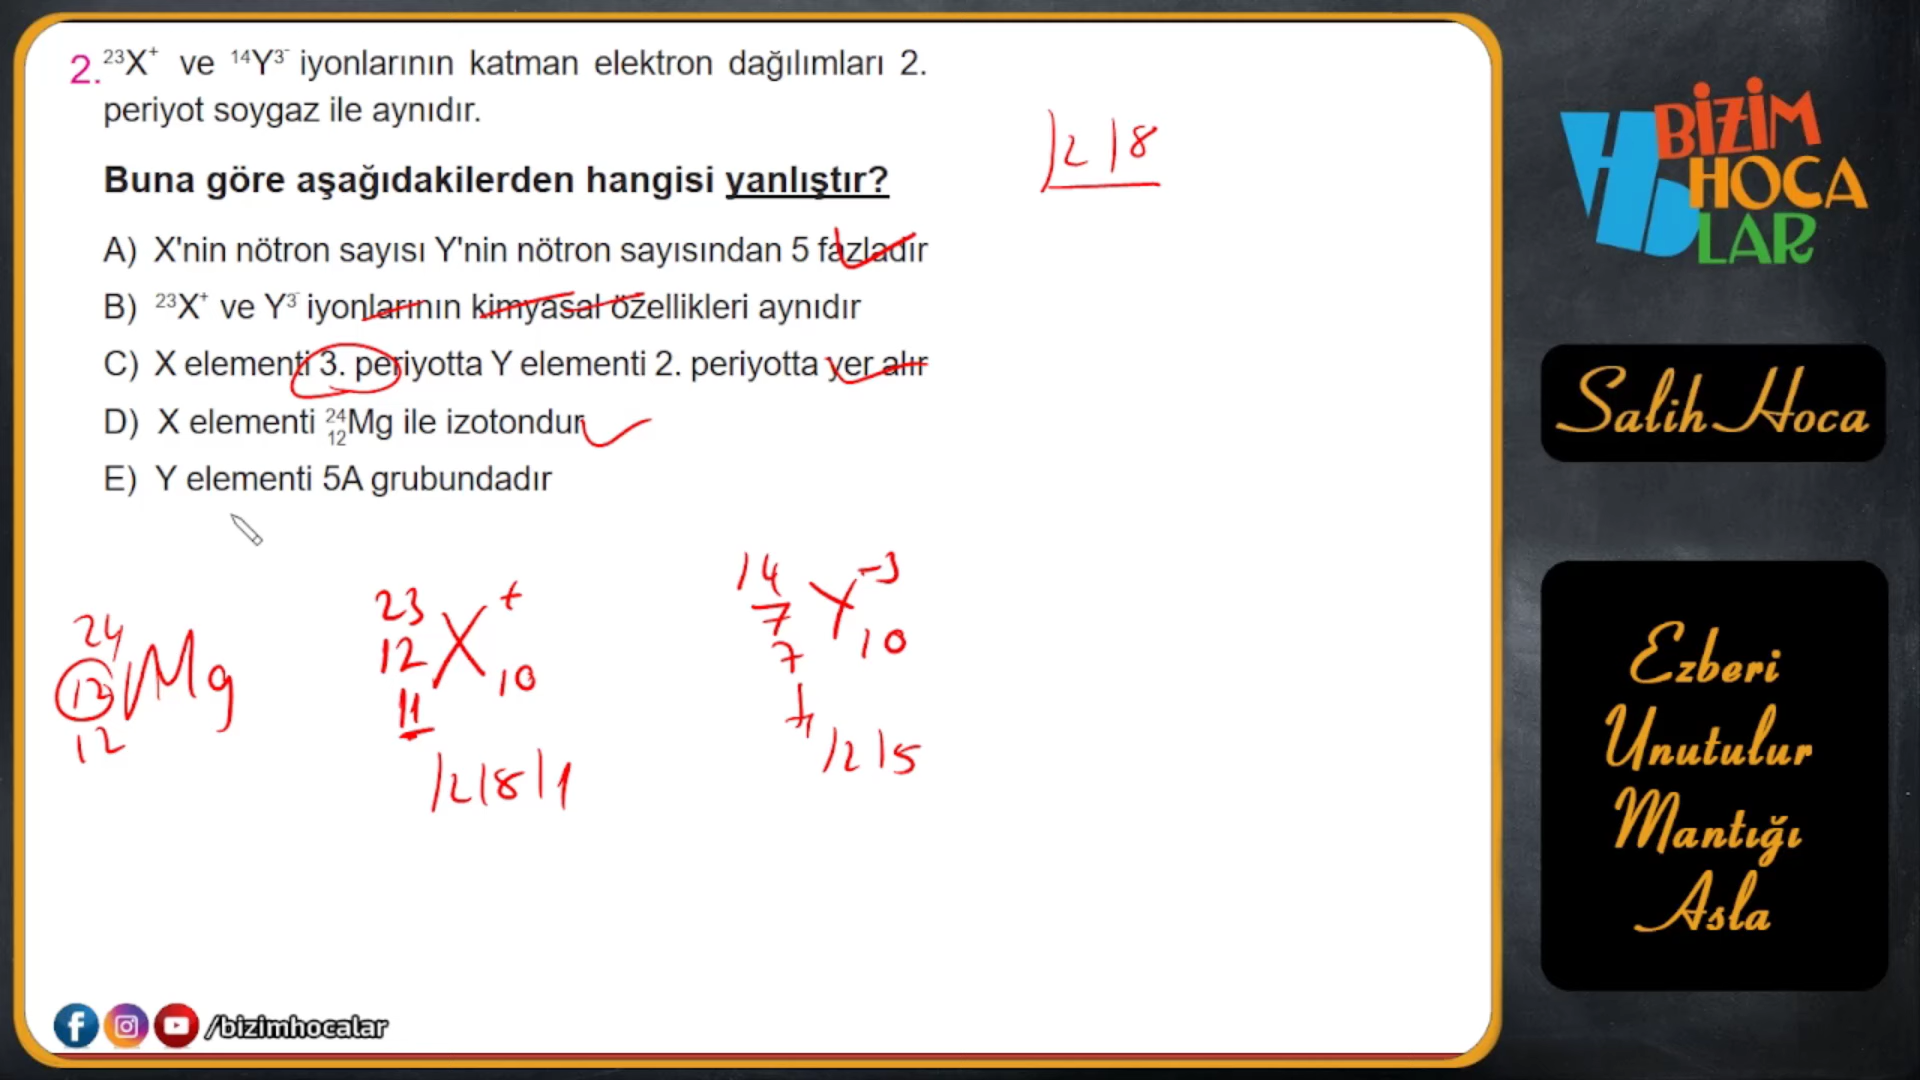 2. ²³X⁺ ve ¹⁴Y³⁻ iyonlarının katman elektron dağılımları 2.
periyot soygaz ile aynıdır.
Buna göre aşağıdakilerden hangisi yanlıştır?
A) X'nin nötron sayısı Y'nin nötron sayısından 5 fazladır
B) ²³X⁺ ve Y³⁻ iyonlarının kimyasal özellikleri aynıdır
C) X elementi 3. periyotta Y elementi 2. periyotta yer alır
D) X elementi ²⁴₁₂Mg ile izotondur
E) Y elementi 5A grubundadır
)2)8
24
12 Mg
12
23 +
12 X
11 10
)2)8)1
14 -3
7 Y
7 10
)2)5
BİZİM
HOCA
LAR
Salih Hoca
Ezberi
Unutulur
Mantığı
Asla
/bizimhocalar